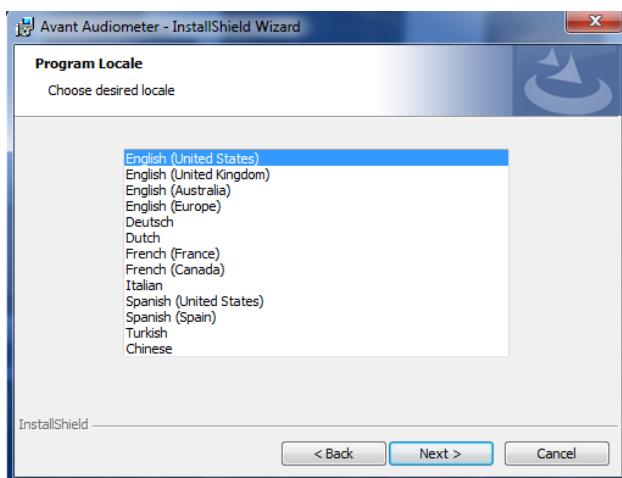 Avant Audiometer - InstallShield Wizard
Program Locale
Choose desired locale
English (United States)
English (United Kingdom)
English (Australia)
English (Europe)
Deutsch
Dutch
French (France)
French (Canada)
Italian
Spanish (United States)
Spanish (Spain)
Turkish
Chinese
InstallShield
< Back Next > Cancel